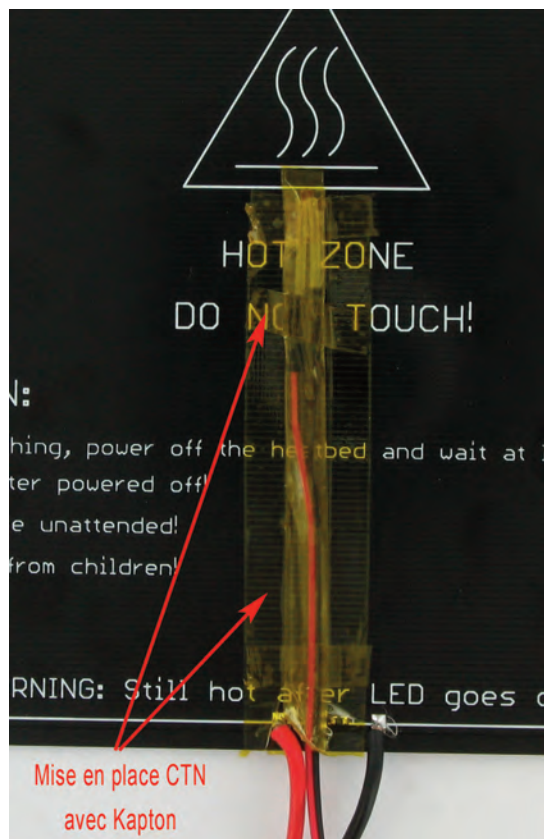 HOT ZONE
DO NOT TOUCH!
N:
hing, power off the heatbed and wait at
ter powered off!
e unattended!
from children!
RNING: Still hot after LED goes
Mise en place CTN
avec Kapton